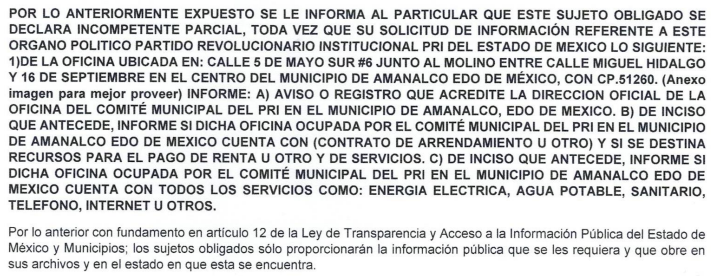 POR LO ANTERIORMENTE EXPUESTO SE LE INFORMA AL PARTICULAR QUE ESTE SUJETO OBLIGADO SE
DECLARA INCOMPETENTE PARCIAL, TODA VEZ QUE SU SOLICITUD DE INFORMACIÓN REFERENTE A ESTE
ORGANO POLITICO PARTIDO REVOLUCIONARIO INSTITUCIONAL PRI DEL ESTADO DE MEXICO LO SIGUIENTE:
1)DE LA OFICINA UBICADA EN: CALLE 5 DE MAYO SUR #6 JUNTO AL MOLINO ENTRE CALLE MIGUEL HIDALGO
Y 16 DE SEPTIEMBRE EN EL CENTRO DEL MUNICIPIO DE AMANALCO EDO DE MÉXICO, CON CP.51260. (Anexo
imagen para mejor proveer) INFORME: A) AVISO O REGISTRO QUE ACREDITE LA DIRECCION OFICIAL DE LA
OFICINA DEL COMITÉ MUNICIPAL DEL PRI EN EL MUNICIPIO DE AMANALCO, EDO DE MEXICO. B) DE INCISO
QUE ANTECEDE, INFORME SI DICHA OFICINA OCUPADA POR EL COMITÉ MUNICIPAL DEL PRI EN EL MUNICIPIO
DE AMANALCO EDO DE MEXICO CUENTA CON (CONTRATO DE ARRENDAMIENTO U OTRO) Y SI SE DESTINA
RECURSOS PARA EL PAGO DE RENTA U OTRO Y DE SERVICIOS. C) DE INCISO QUE ANTECEDE, INFORME SI
DICHA OFICINA OCUPADA POR EL COMITÉ MUNICIPAL DEL PRI EN EL MUNICIPIO DE AMANALCO EDO DE
MEXICO CUENTA CON TODOS LOS SERVICIOS COMO: ENERGIA ELECTRICA, AGUA POTABLE, SANITARIO,
TELEFONO, INTERNET U OTROS.
Por lo anterior con fundamento en artículo 12 de la Ley de Transparencia y Acceso a la Información Pública del Estado de
México y Municipios; los sujetos obligados sólo proporcionarán la información pública que se les requiera y que obre en
sus archivos y en el estado en que esta se encuentra.